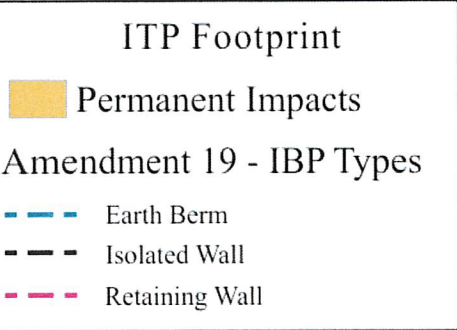 ITP Footprint
Permanent Impacts
Amendment 19 - IBP Types
Earth Berm
Isolated Wall
Retaining Wall